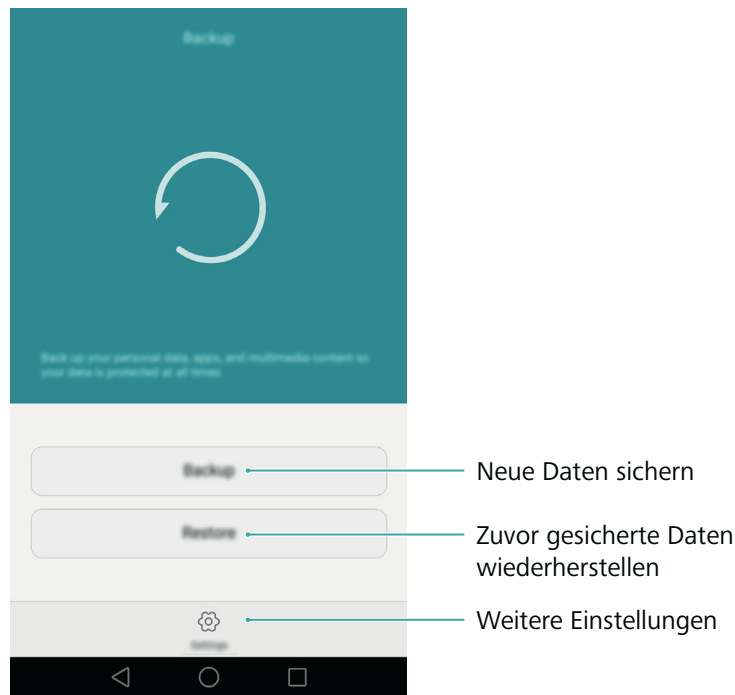 Backup
Back up your personal data, apps, and multimedia content so
your data is protected at all times
Backup
Neue Daten sichern
Restore
Zuvor gesicherte Daten
wiederherstellen
Settings
Weitere Einstellungen